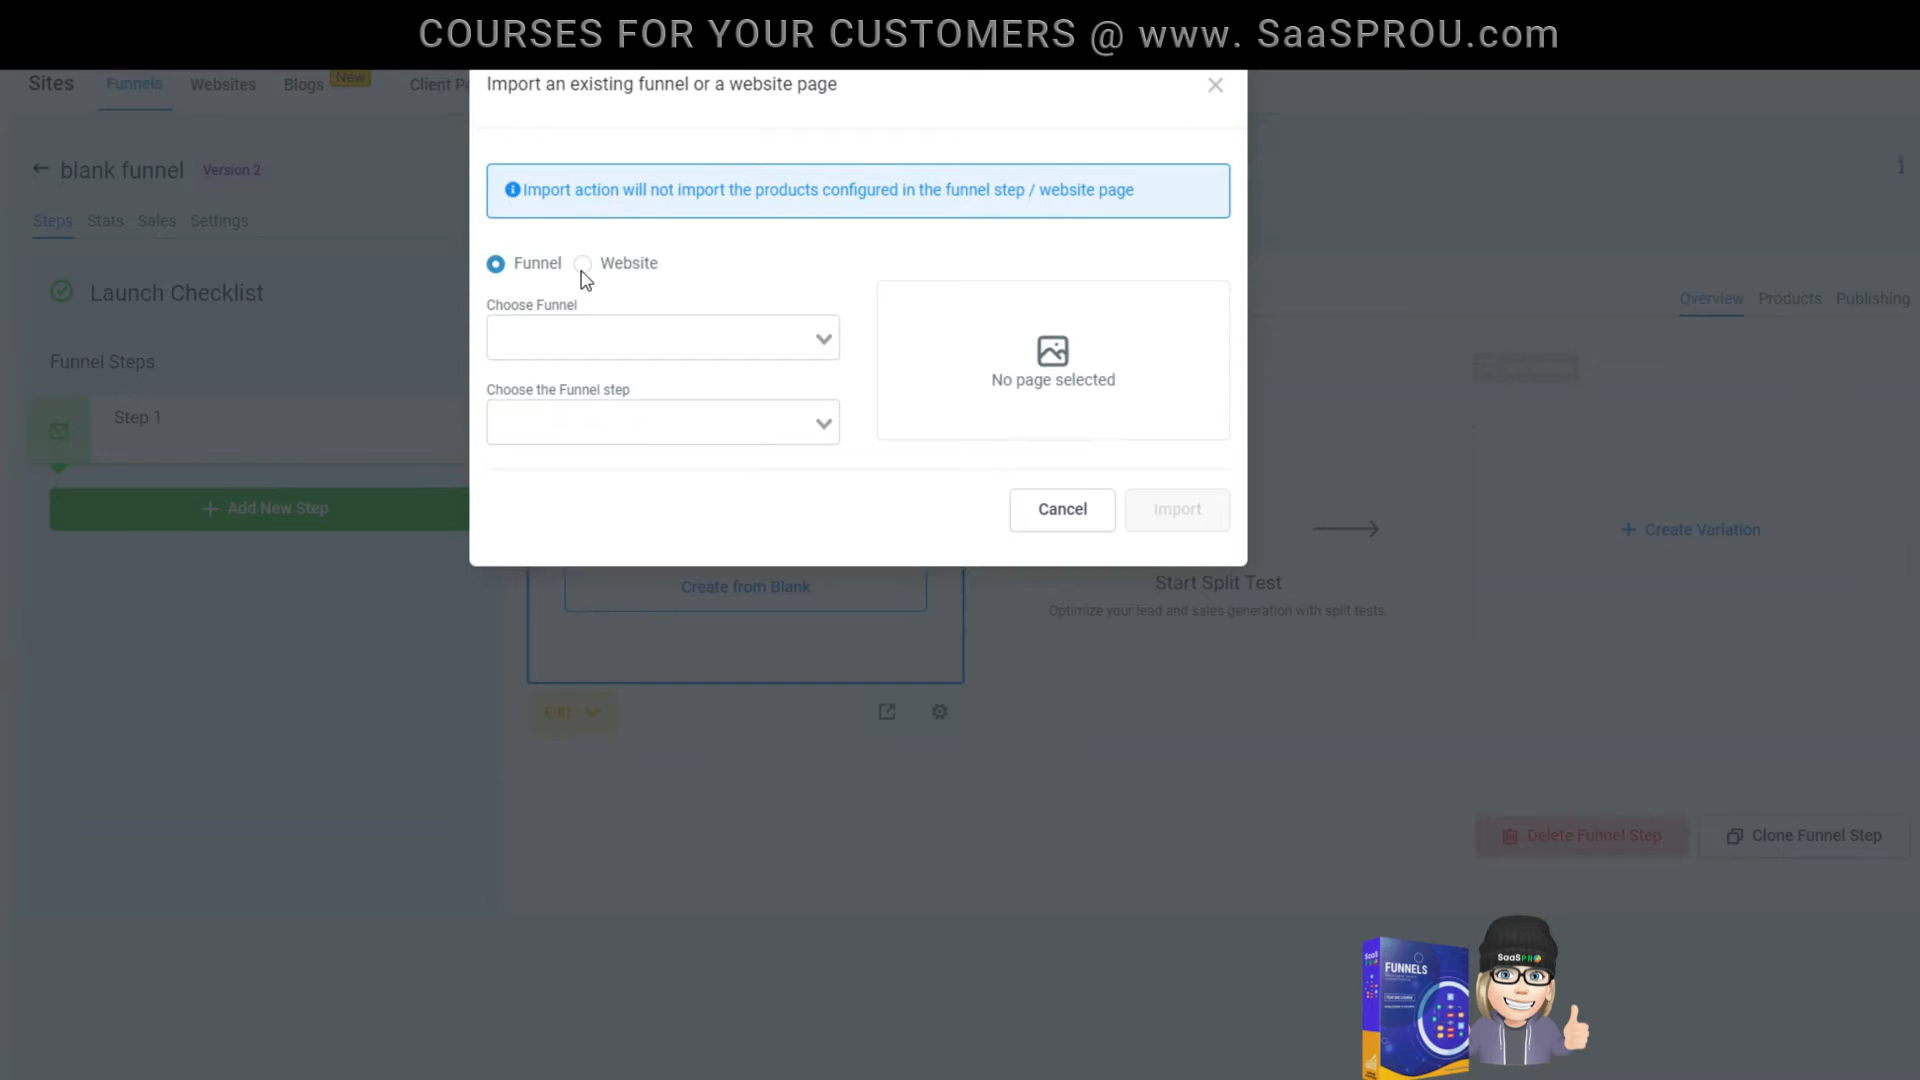 COURSES FOR YOUR CUSTOMERS @ www. SaaSPROU.com
Sites Funnels Websites Blogs New Client P
Import an existing funnel or a website page
blank funnel Version 2
Import action will not import the products configured in the funnel step / website page
Steps Stats Sales Settings
Funnel Website
Launch Checklist
Choose Funnel
Overview Products Publishing
No page selected
Funnel Steps
Choose the Funnel step
Step 1
Cancel Import
Add New Step
Create Variation
Create from Blank
Start Split Test
Optimize your lead and sales generation with split tests.
Edit
Delete Funnel Step Clone Funnel Step
SaaSPRO
FUNNELS